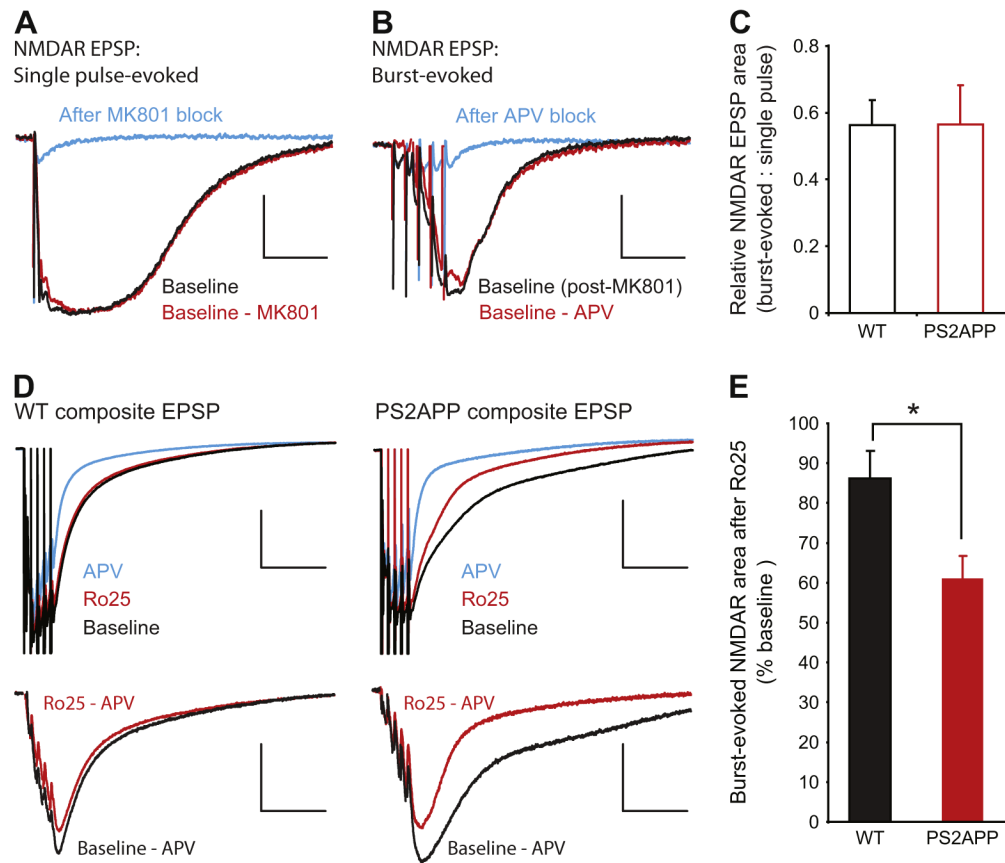 A
NMDAR EPSP:
Single pulse-evoked
After MK801 block
Baseline
Baseline - MK801
B
NMDAR EPSP:
Burst-evoked
After APV block
Baseline (post-MK801)
Baseline - APV
C
Relative NMDAR EPSP area
(burst-evoked : single pulse)
0.8
0.6
0.4
0.2
0
WT
PS2APP
D
WT composite EPSP
APV
Ro25
Baseline
Ro25 - APV
Baseline - APV
PS2APP composite EPSP
APV
Ro25
Baseline
Ro25 - APV
Baseline - APV
E
Burst-evoked NMDAR area after Ro25
(% baseline )
100
90
80
70
60
50
40
30
20
10
0
*
WT
PS2APP